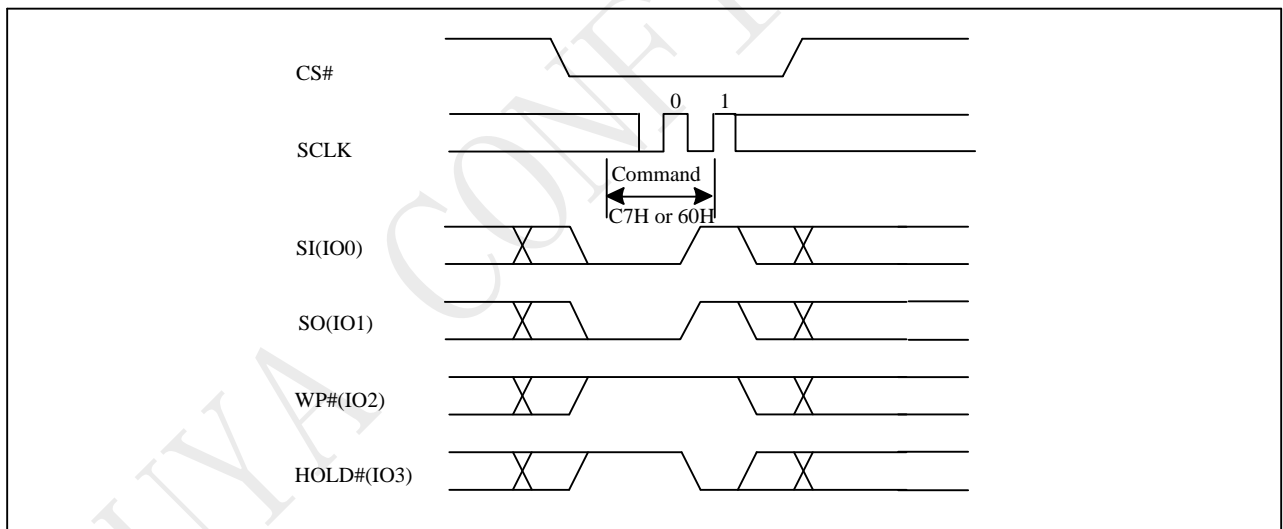 CS#
0 1
SCLK
Command
C7H or 60H
SI(IO0)
SO(IO1)
WP#(IO2)
HOLD#(IO3)